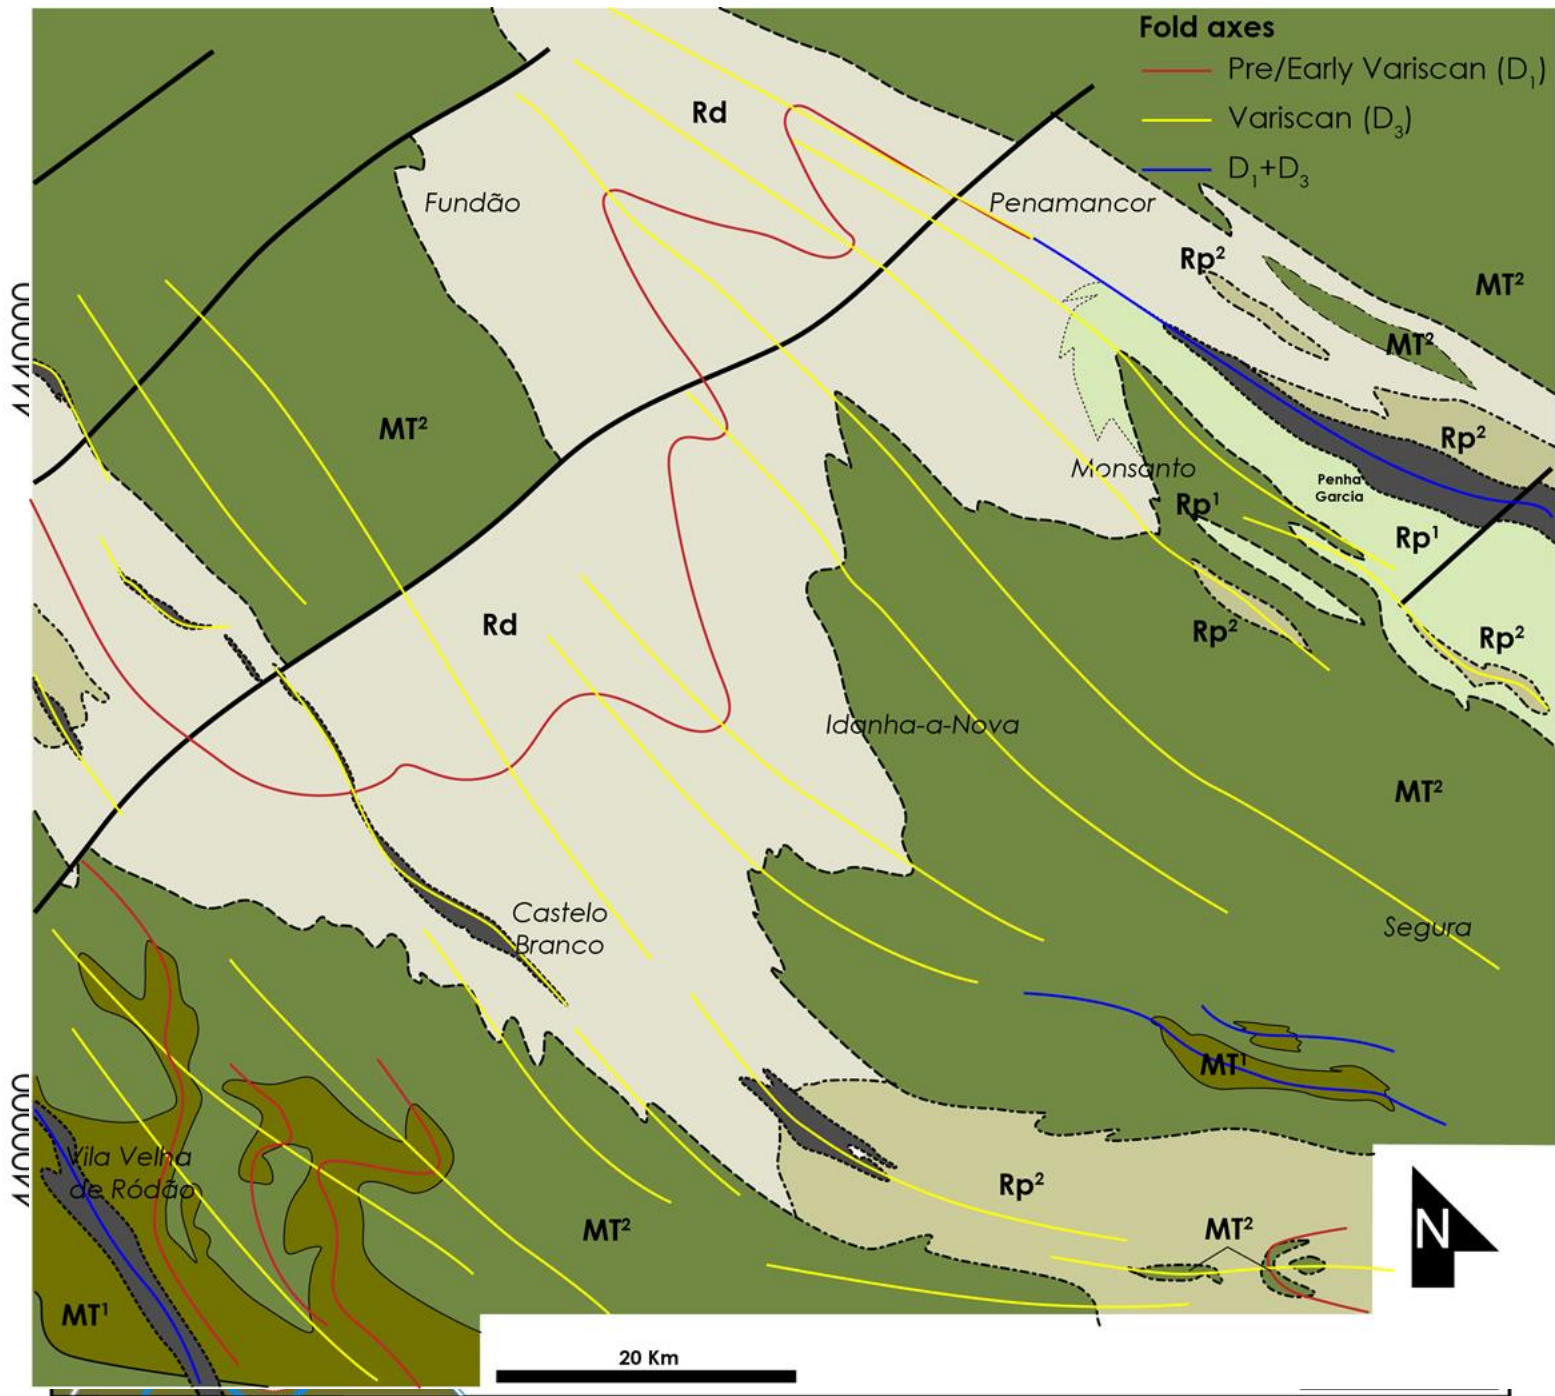 Fold axes
Pre/Early Variscan (D1)
Variscan (D3)
D1+D3
Rd
Fundão
Penamancor
Rp²
MT²
MT²
MT²
Rp²
Monsanto
Penha
Garcia
Rp¹
Rp¹
Rd
Rp²
Rp²
Idanha-a-Nova
MT²
Castelo
Branco
Segura
MT¹
Vila Velha
de Ródão
Rp²
MT²
MT²
MT¹
N
20 Km